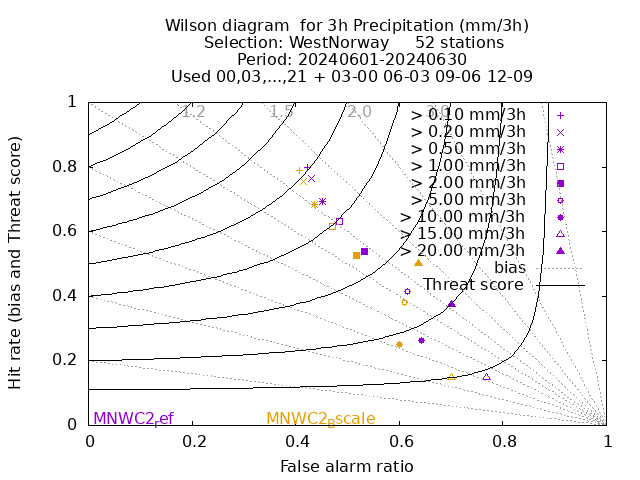 Wilson diagram  for 3h Precipitation (mm/3h)
Selection: WestNorway     52 stations
Period: 20240601-20240630
Used 00,03,...,21 + 03-00 06-03 09-06 12-09
1.2 1.5 2.0 3.0
> 0.10 mm/3h
> 0.20 mm/3h
> 0.50 mm/3h
> 1.00 mm/3h
> 2.00 mm/3h
> 5.00 mm/3h
> 10.00 mm/3h
> 15.00 mm/3h
> 20.00 mm/3h
bias
Threat score
Hit rate (bias and Threat score)
1
0.8
0.6
0.4
0.2
0
MNWC2ref MNWC2Bscale
0 0.2 0.4 0.6 0.8 1
False alarm ratio